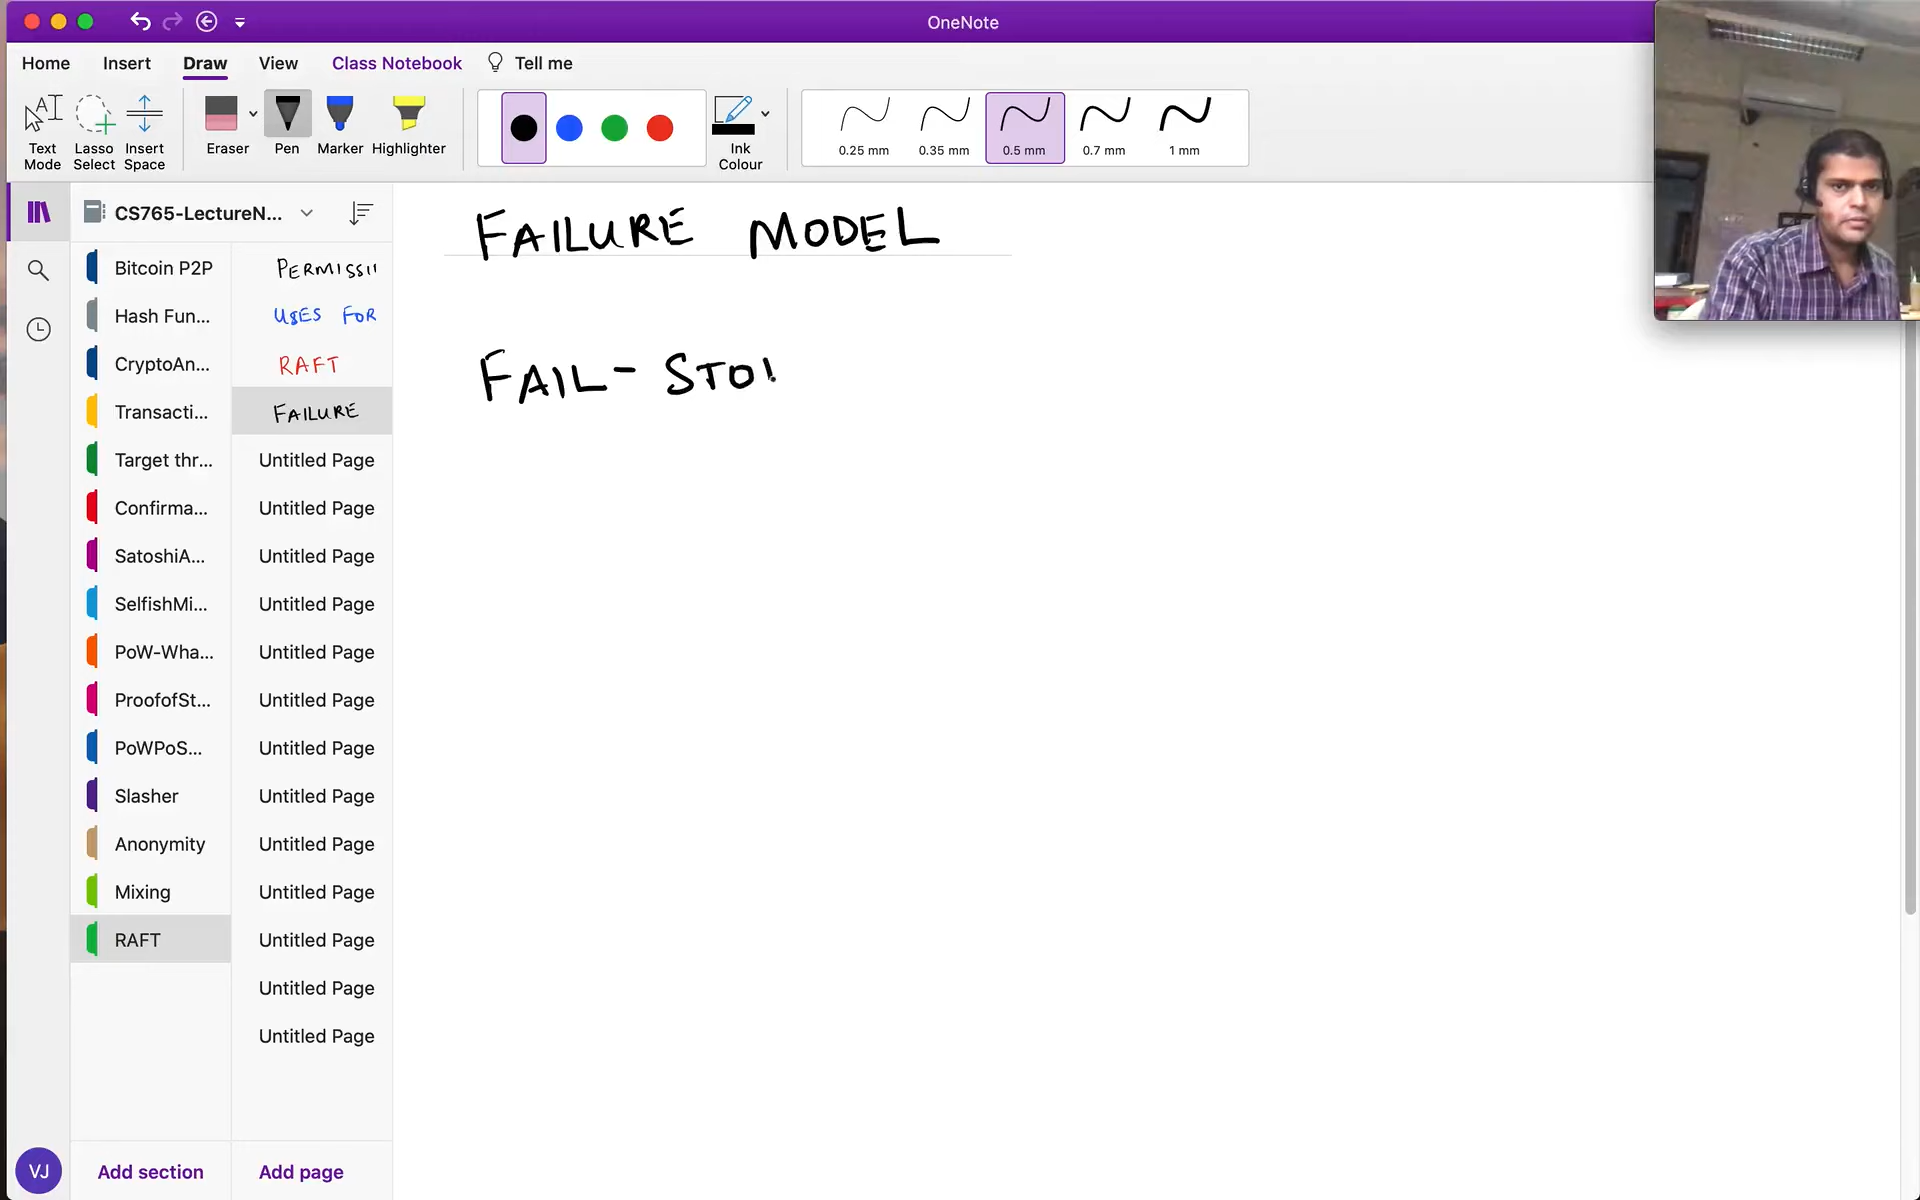 OneNote
Home Insert Draw View Class Notebook Tell me
Text Mode
Lasso Select
Insert Space
Eraser
Pen
Marker
Highlighter
Ink Colour
0.25 mm
0.35 mm
0.5 mm
0.7 mm
1 mm
CS765-LectureN...
Bitcoin P2P
Hash Fun...
CryptoAn...
Transacti...
Target thr...
Confirma...
SatoshiA...
SelfishMi...
PoW-Wha...
ProofofSt...
PoWPoS...
Slasher
Anonymity
Mixing
RAFT
Add section
PERMISSI
USES FOR
RAFT
FAILURE
Untitled Page
Untitled Page
Untitled Page
Untitled Page
Untitled Page
Untitled Page
Untitled Page
Untitled Page
Untitled Page
Untitled Page
Untitled Page
Untitled Page
Untitled Page
Add page
VJ
FAILURE MODEL
FAIL-STO